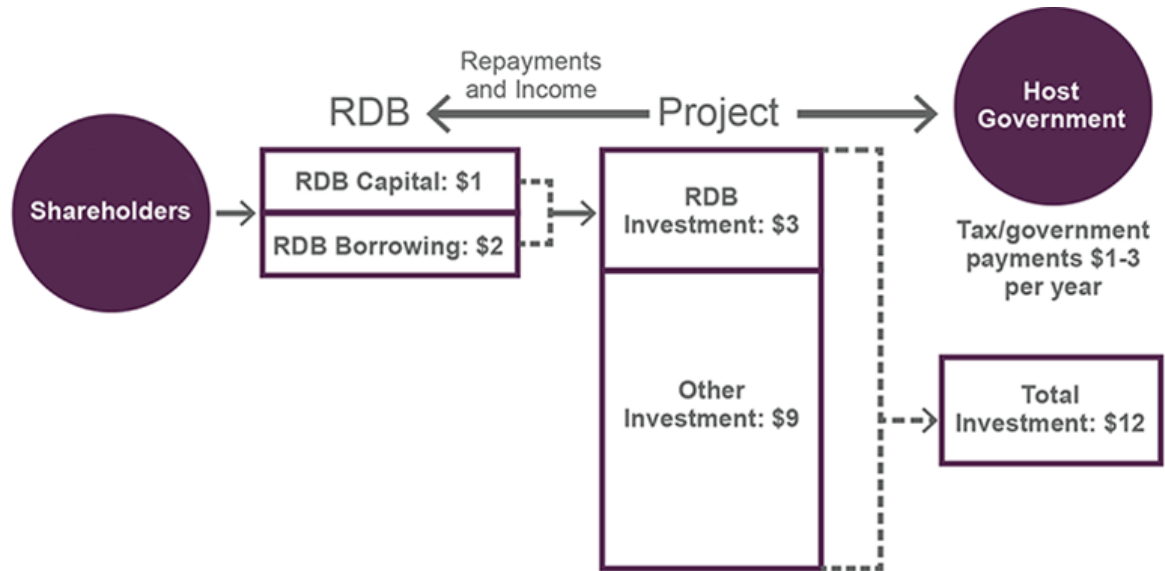 Repayments
and Income
RDB
Project
Host
Government
Shareholders
RDB Capital: $1
RDB Borrowing: $2
RDB
Investment: $3
Tax/government
payments $1-3
per year
Other
Investment: $9
Total
Investment: $12